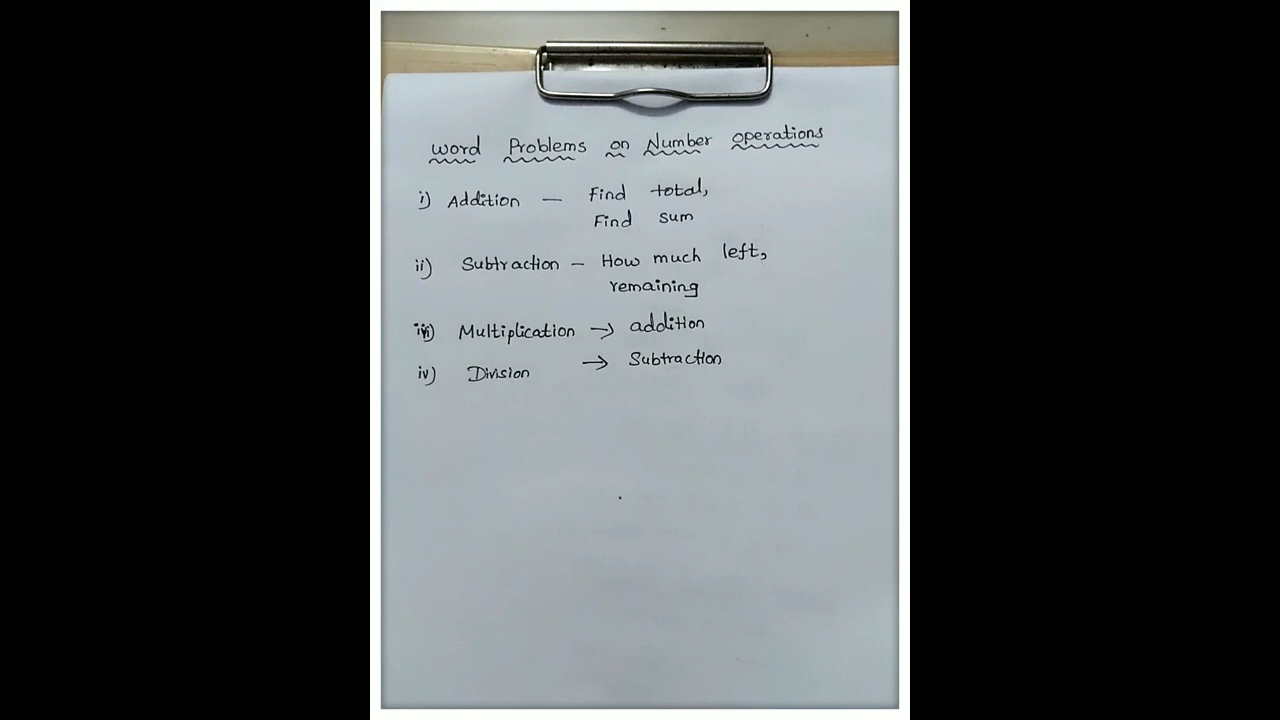 Word Problems on Number operations
i) Addition — Find total,
Find sum
ii) Subtraction — How much left,
remaining
iii) Multiplication → addition
iv) Division → Subtraction